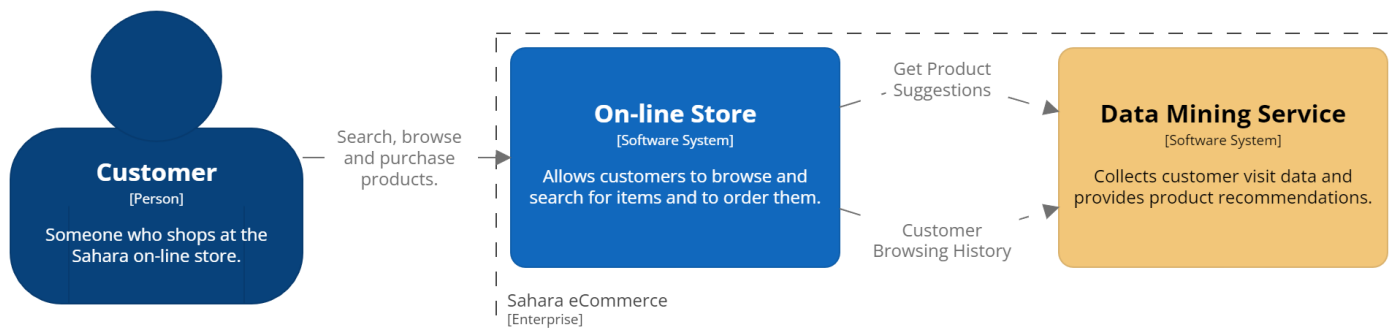 Customer
[Person]
Someone who shops at the
Sahara on-line store.
Search, browse
and purchase
products.
On-line Store
[Software System]
Allows customers to browse and
search for items and to order them.
Get Product
Suggestions
Customer
Browsing History
Data Mining Service
[Software System]
Collects customer visit data and
provides product recommendations.
Sahara eCommerce
[Enterprise]